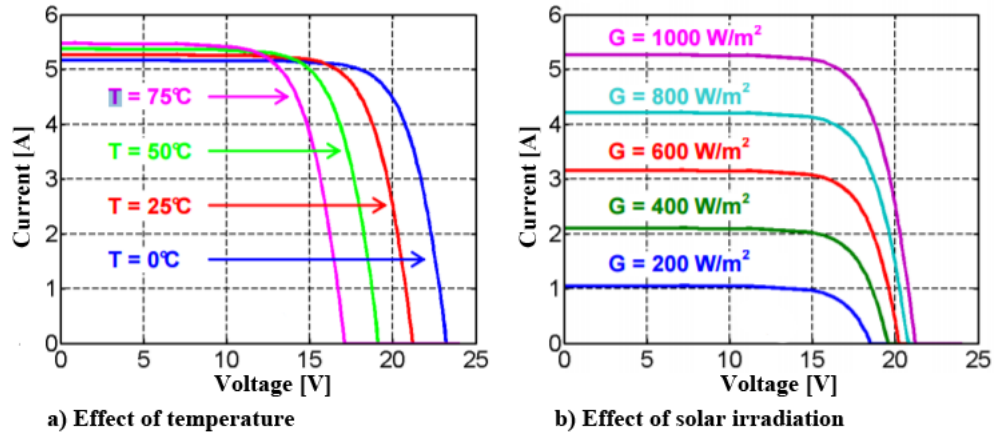 6
5
4
3
2
1
0
Current [A]
T = 75°C
T = 50°C
T = 25°C
T = 0°C
0 5 10 15 20 25
Voltage [V]
a) Effect of temperature
6
5
4
3
2
1
0
Current [A]
G = 1000 W/m²
G = 800 W/m²
G = 600 W/m²
G = 400 W/m²
G = 200 W/m²
0 5 10 15 20 25
Voltage [V]
b) Effect of solar irradiation